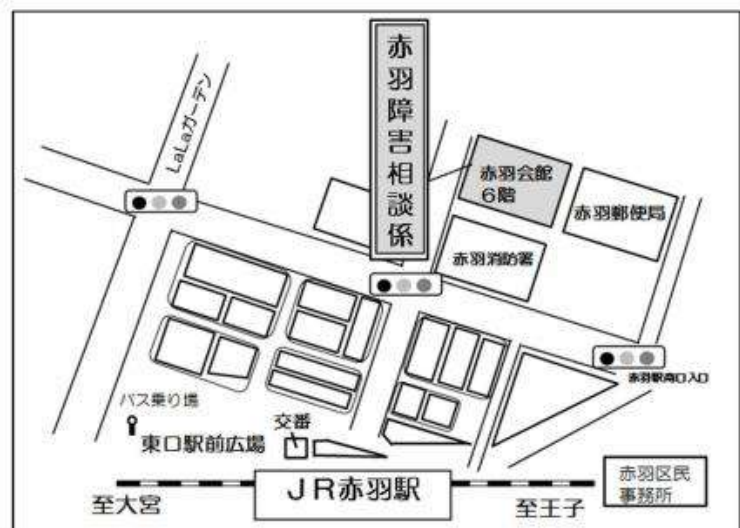 赤羽障害相談係
LaLaガーデン
赤羽会館
6階
赤羽郵便局
赤羽消防署
赤羽駅南口入口
バス乗り場
交番
東口駅前広場
JR赤羽駅
至大宮
至王子
赤羽区民
事務所